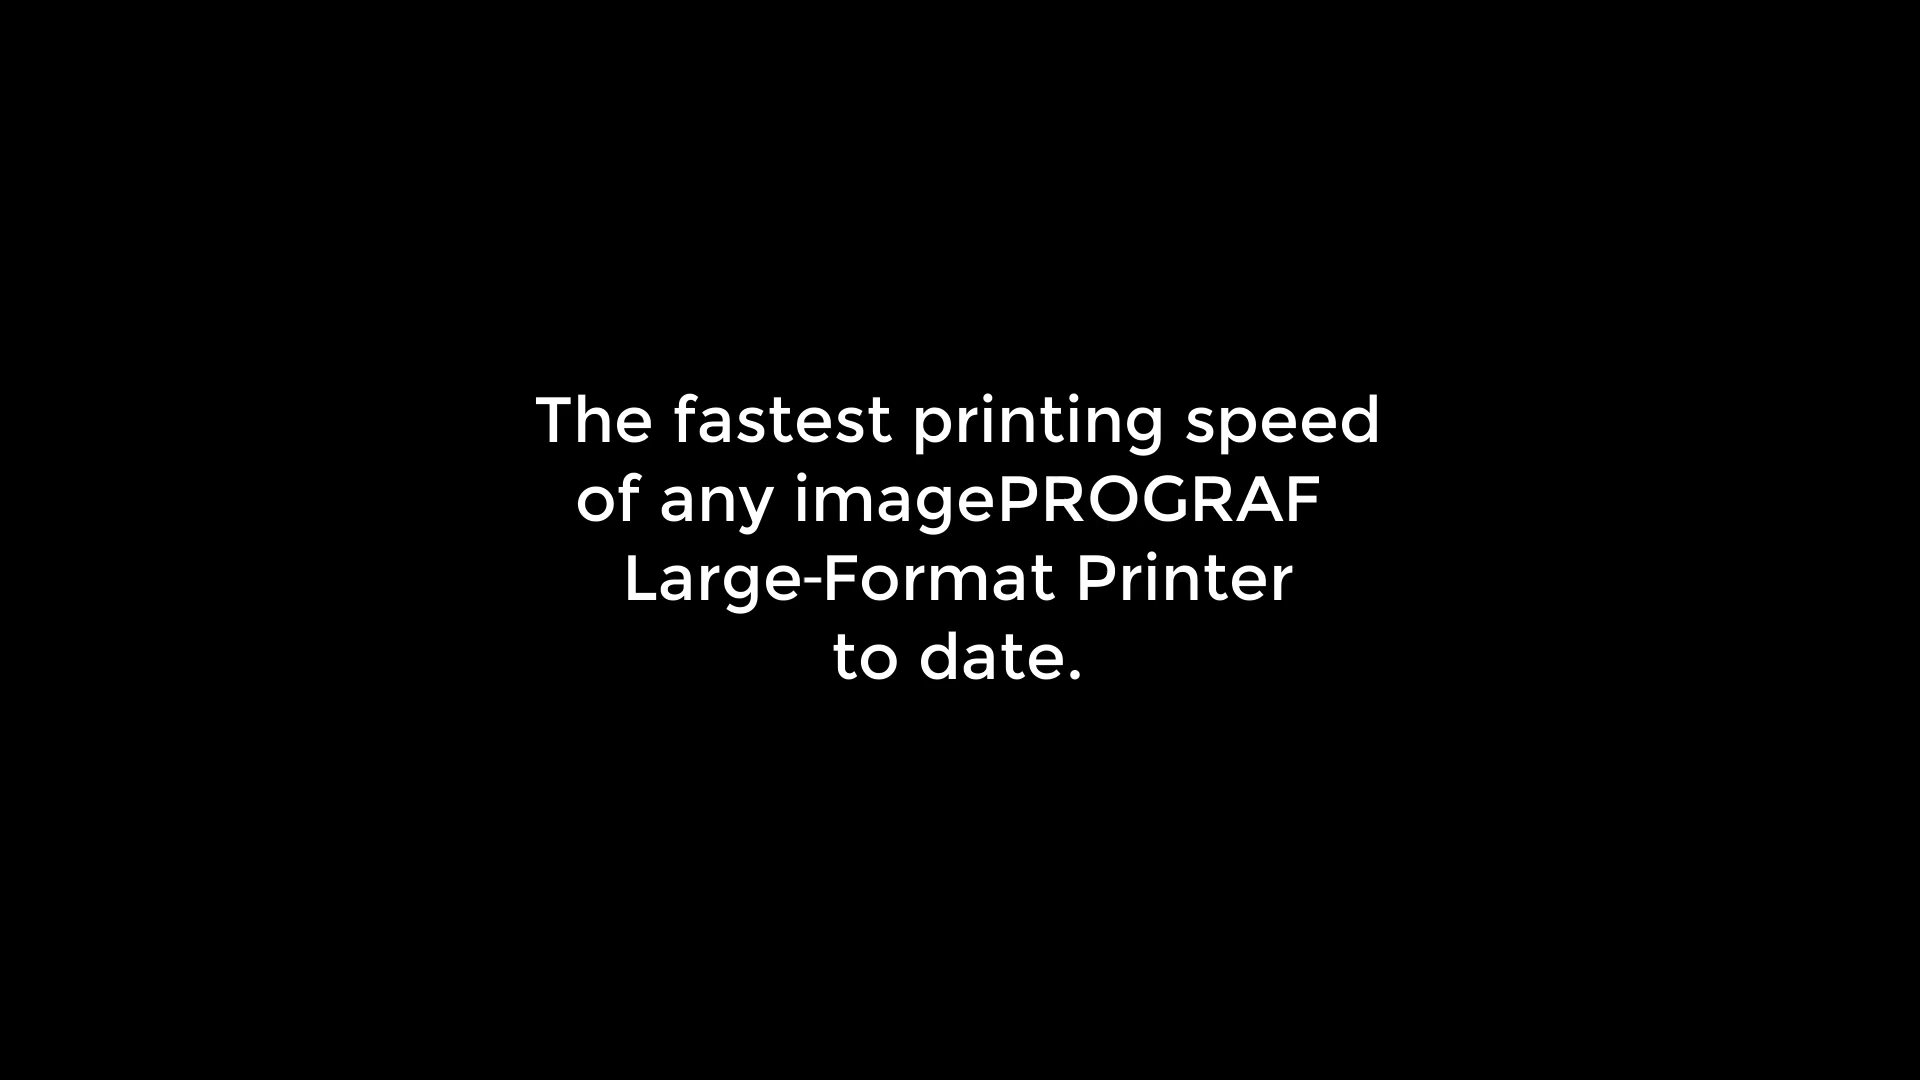 The fastest printing speed
of any imagePROGRAF
Large-Format Printer
to date.